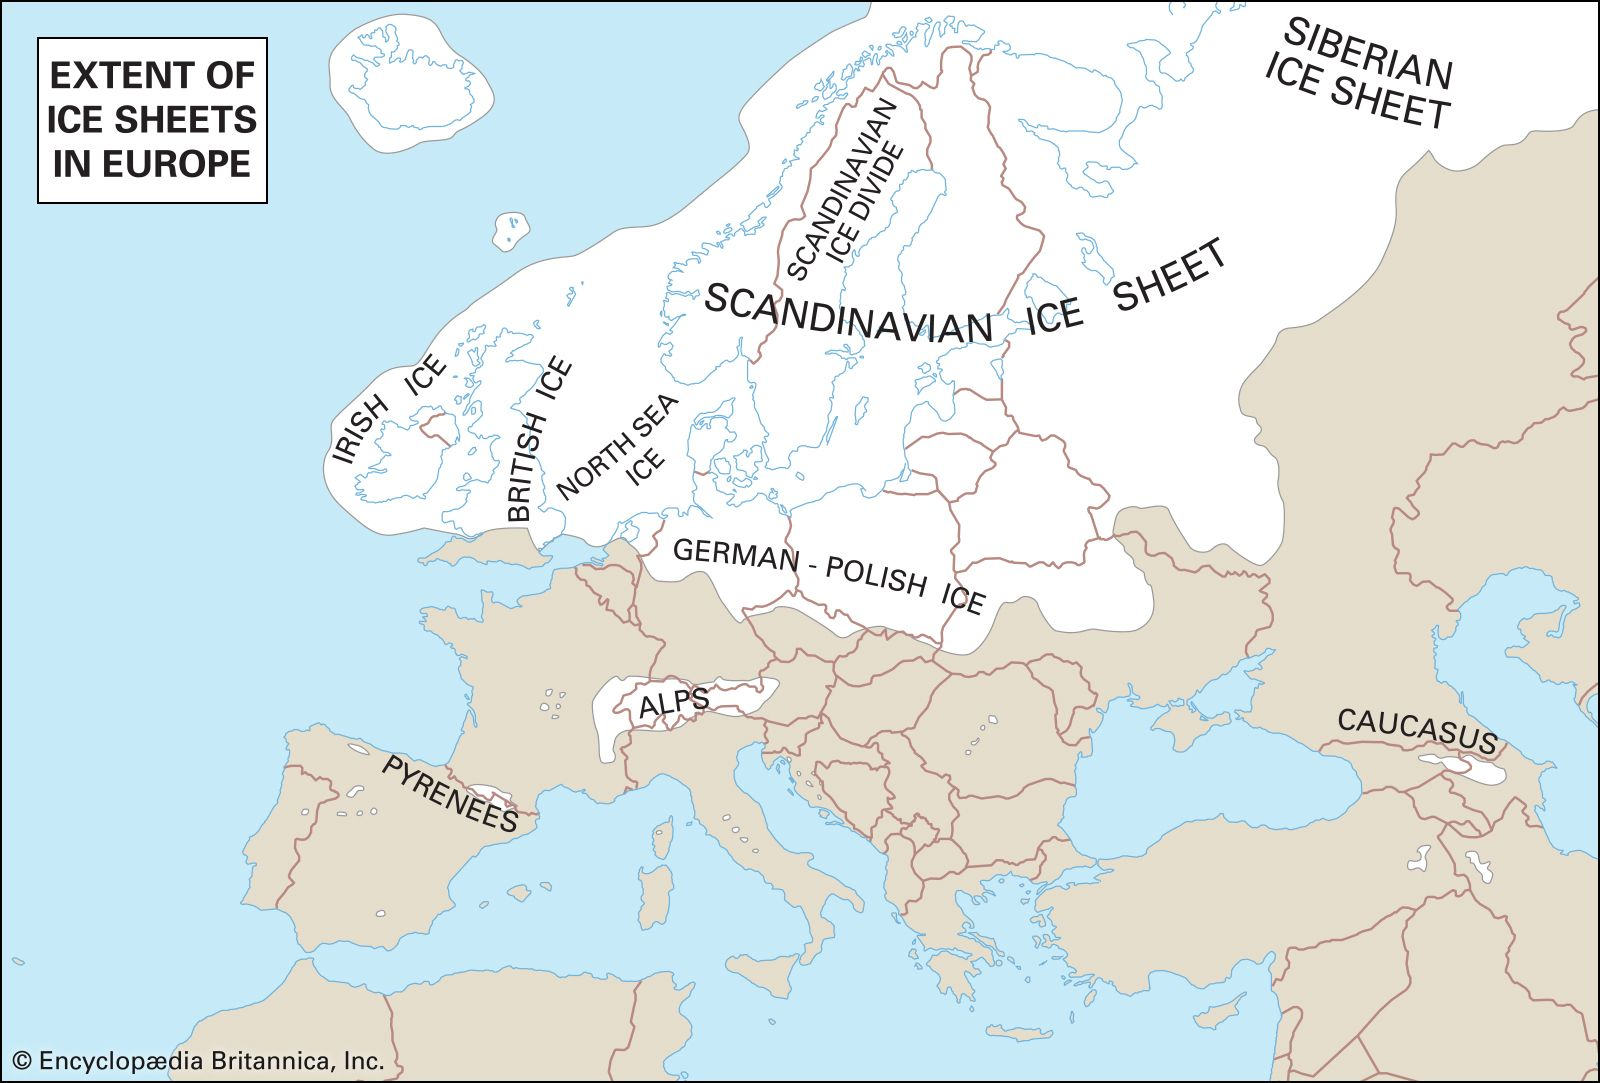 EXTENT OF
ICE SHEETS
IN EUROPE
SIBERIAN
ICE SHEET
SCANDINAVIAN
ICE DIVIDE
SCANDINAVIAN ICE SHEET
IRISH ICE
BRITISH ICE
NORTH SEA
ICE
GERMAN - POLISH ICE
ALPS
PYRENEES
CAUCASUS
© Encyclopædia Britannica, Inc.